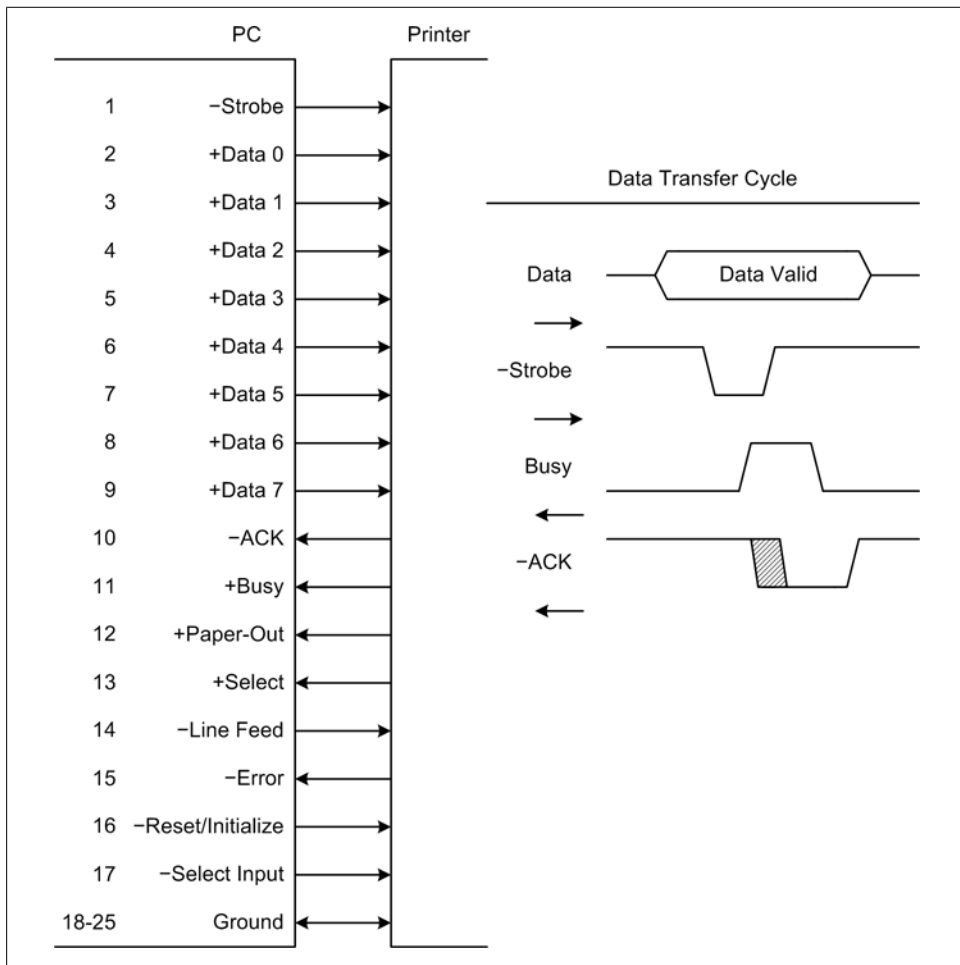 PC Printer
1 −Strobe
2 +Data 0
3 +Data 1
4 +Data 2
5 +Data 3
6 +Data 4
7 +Data 5
8 +Data 6
9 +Data 7
10 −ACK
11 +Busy
12 +Paper-Out
13 +Select
14 −Line Feed
15 −Error
16 −Reset/Initialize
17 −Select Input
18-25 Ground
Data Transfer Cycle
Data Data Valid
−Strobe
Busy
−ACK